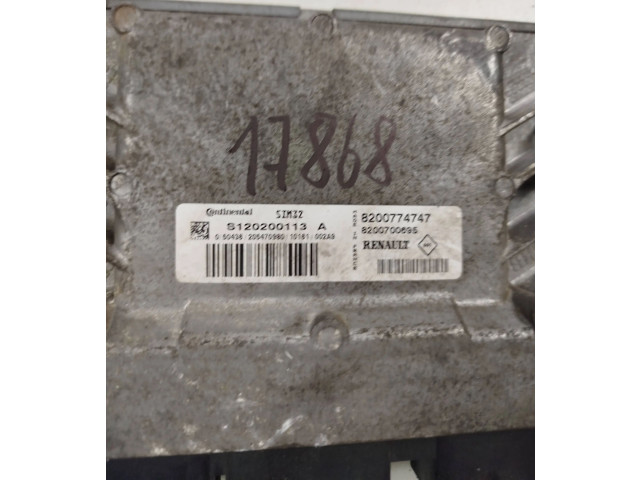 17868
Continental SIM32
S120200113 A
8200774747
8200700695
RENAULT